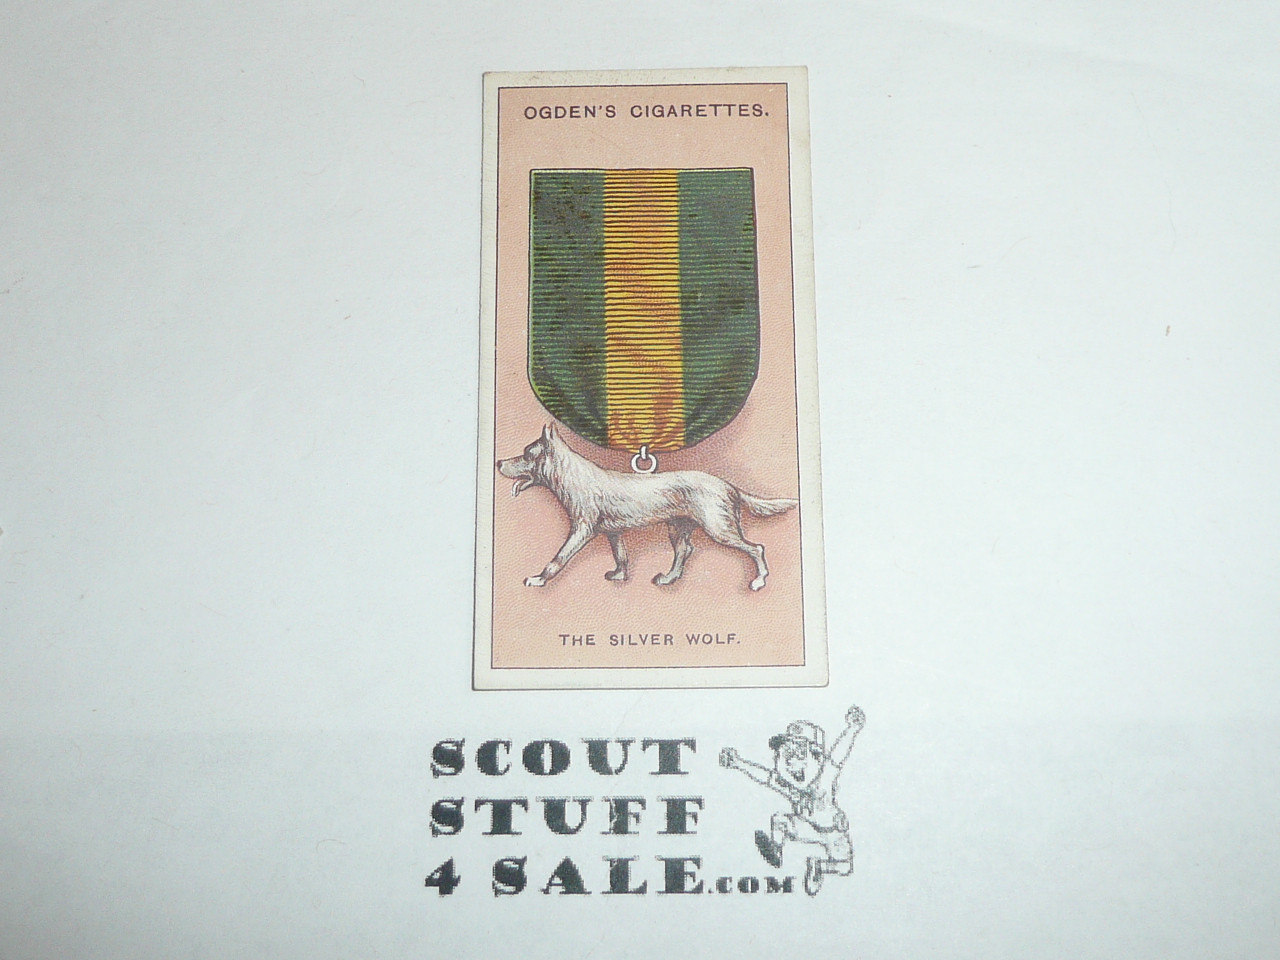 OGDEN'S CIGARETTES.
THE SILVER WOLF.
SCOUT
STUFF
4 SALE.COM